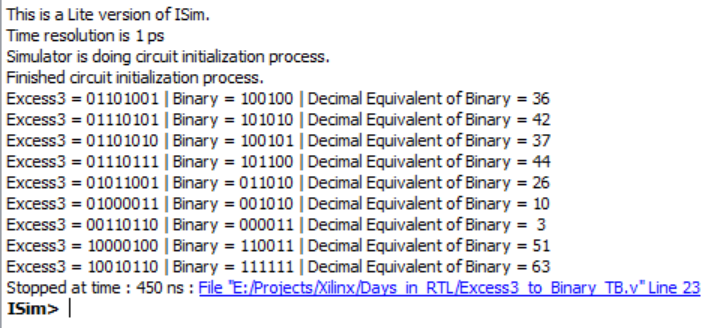 This is a Lite version of ISim.
Time resolution is 1 ps
Simulator is doing circuit initialization process.
Finished circuit initialization process.
Excess3 = 01101001 | Binary = 100100 | Decimal Equivalent of Binary = 36
Excess3 = 01110101 | Binary = 101010 | Decimal Equivalent of Binary = 42
Excess3 = 01101010 | Binary = 100101 | Decimal Equivalent of Binary = 37
Excess3 = 01110111 | Binary = 101100 | Decimal Equivalent of Binary = 44
Excess3 = 01011001 | Binary = 011010 | Decimal Equivalent of Binary = 26
Excess3 = 01000011 | Binary = 001010 | Decimal Equivalent of Binary = 10
Excess3 = 00110110 | Binary = 000011 | Decimal Equivalent of Binary =  3
Excess3 = 10000100 | Binary = 110011 | Decimal Equivalent of Binary = 51
Excess3 = 10010110 | Binary = 111111 | Decimal Equivalent of Binary = 63
Stopped at time : 450 ns : File "E:/Projects/Xilinx/Days_in_RTL/Excess3_to_Binary_TB.v" Line 23
ISim>